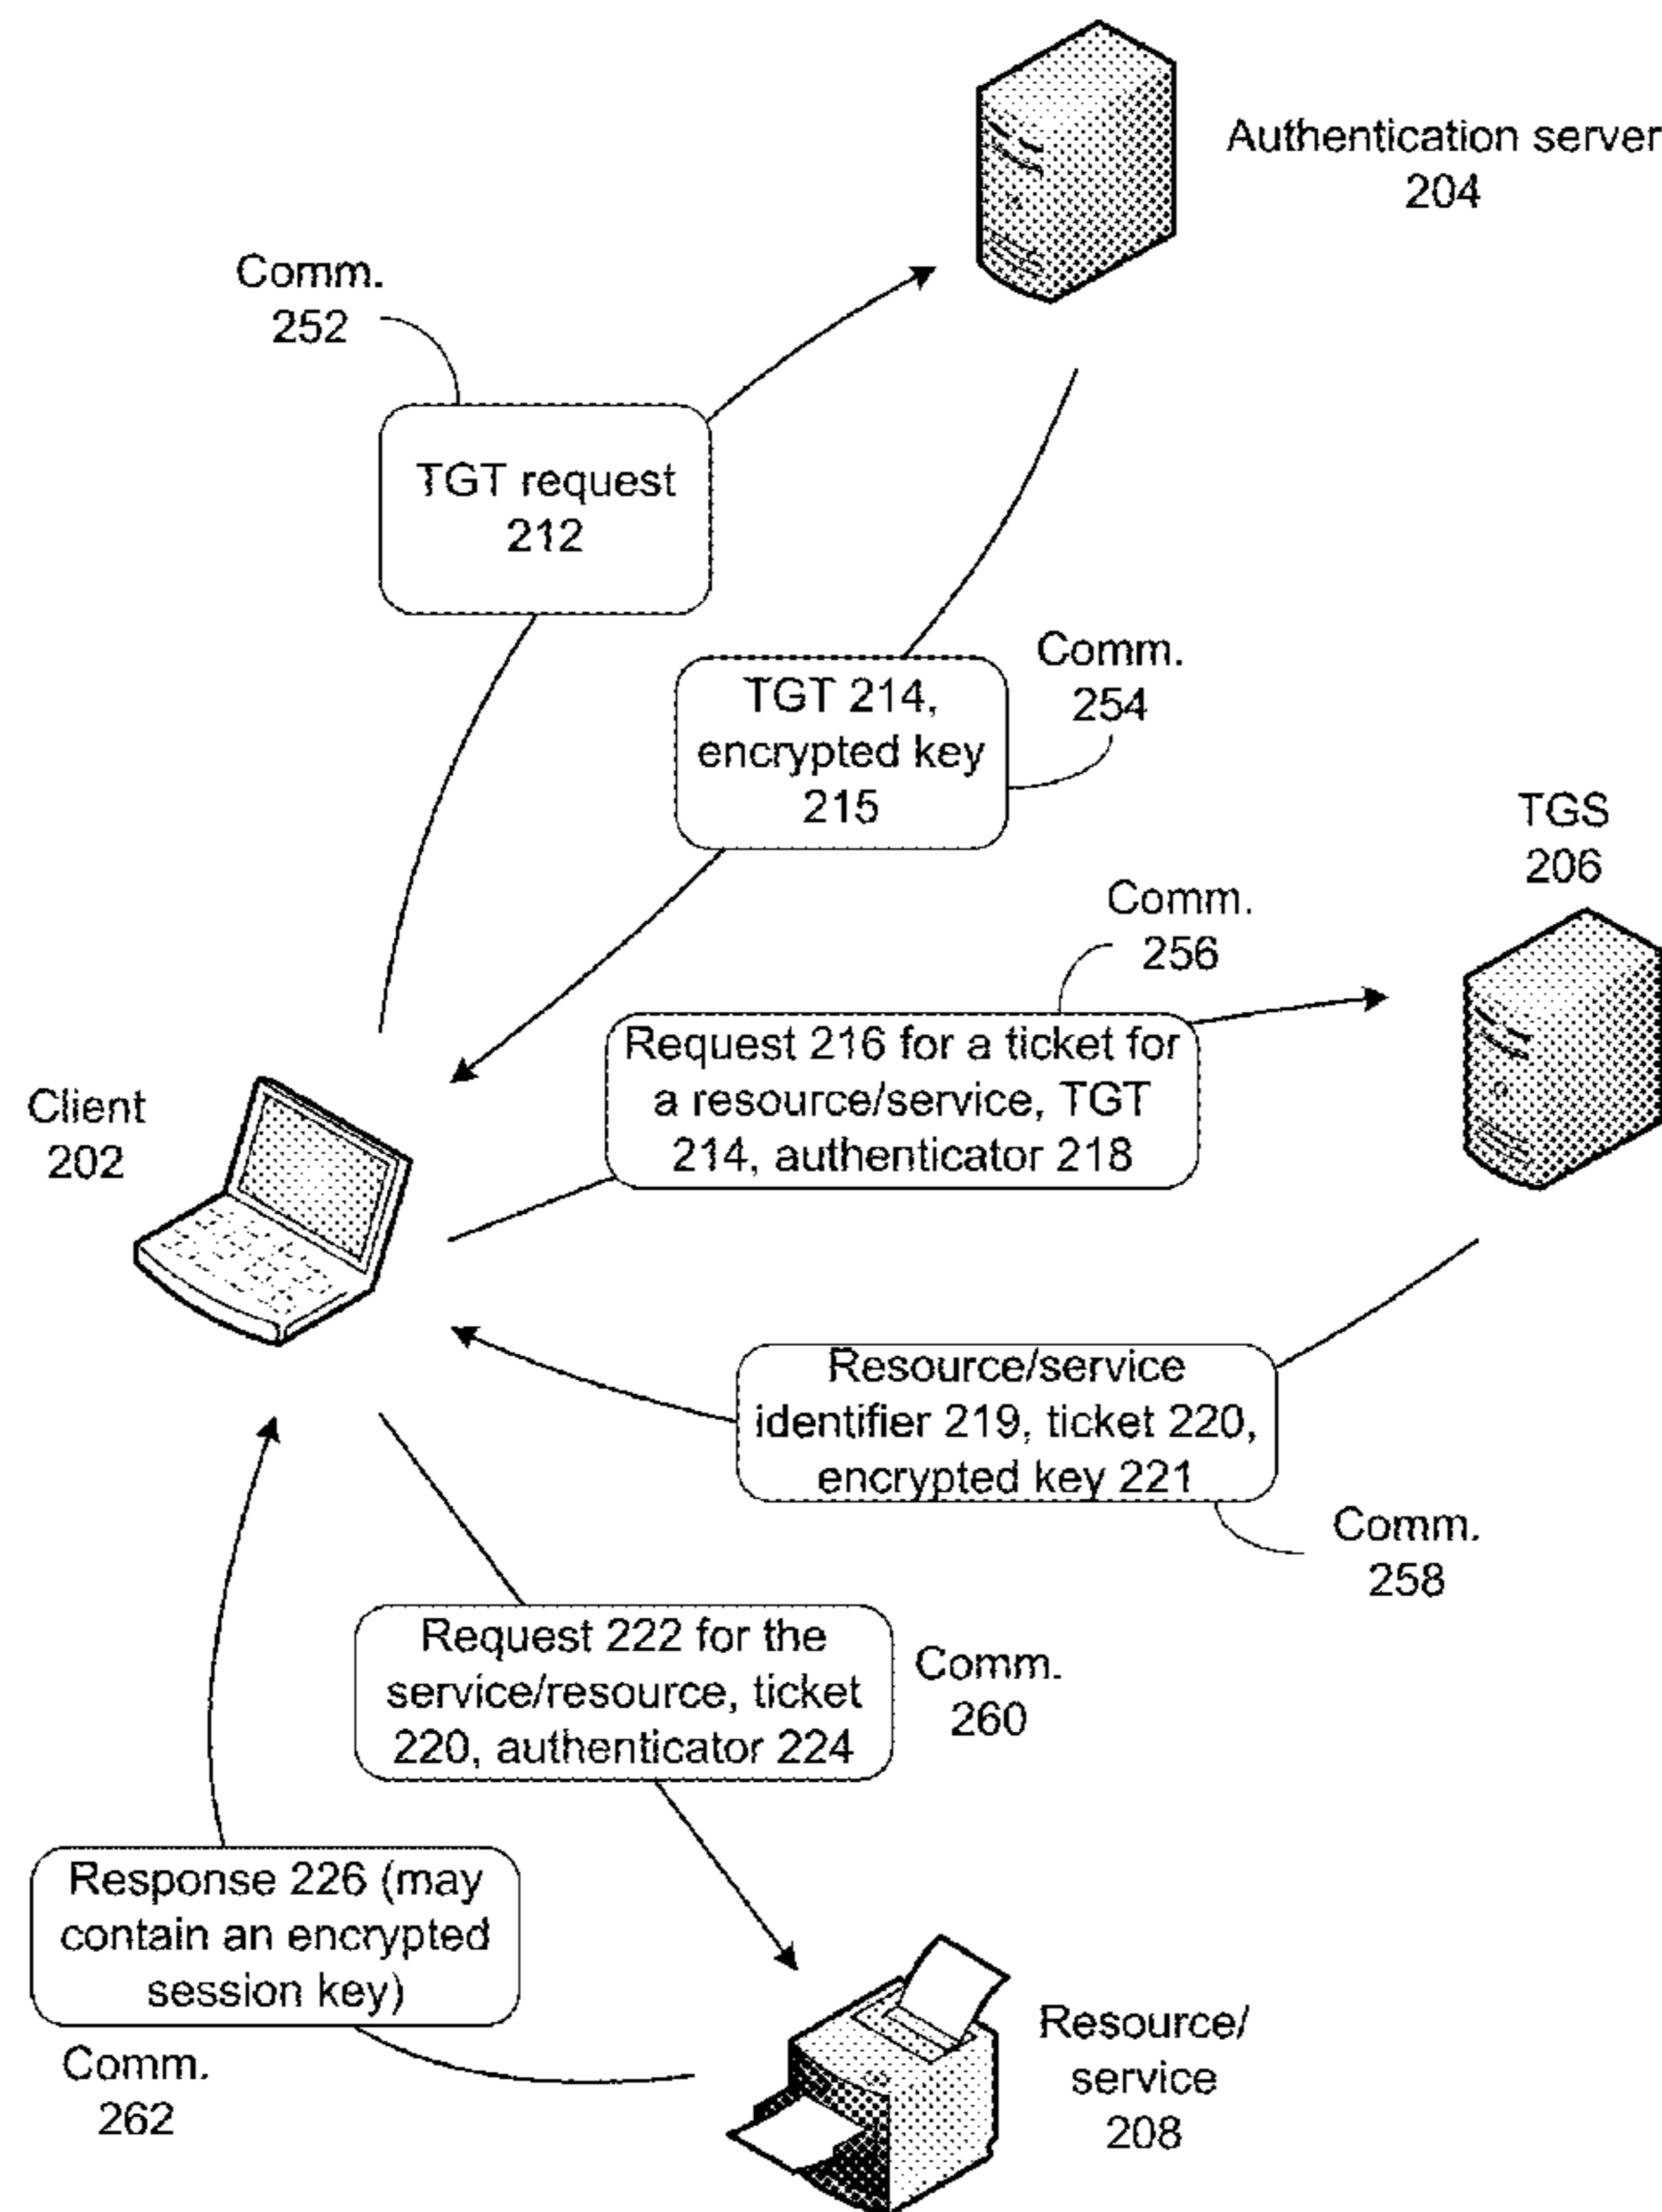 Authentication server
204
Comm.
252
TGT request
212
Comm.
254
TGT 214,
encrypted key
215
TGS
206
Comm.
256
Request 216 for a ticket for
a resource/service, TGT
214, authenticator 218
Client
202
Resource/service
identifier 219, ticket 220,
encrypted key 221
Comm.
258
Request 222 for the
service/resource, ticket
220, authenticator 224
Comm.
260
Response 226 (may
contain an encrypted
session key)
Comm.
262
Resource/
service
208